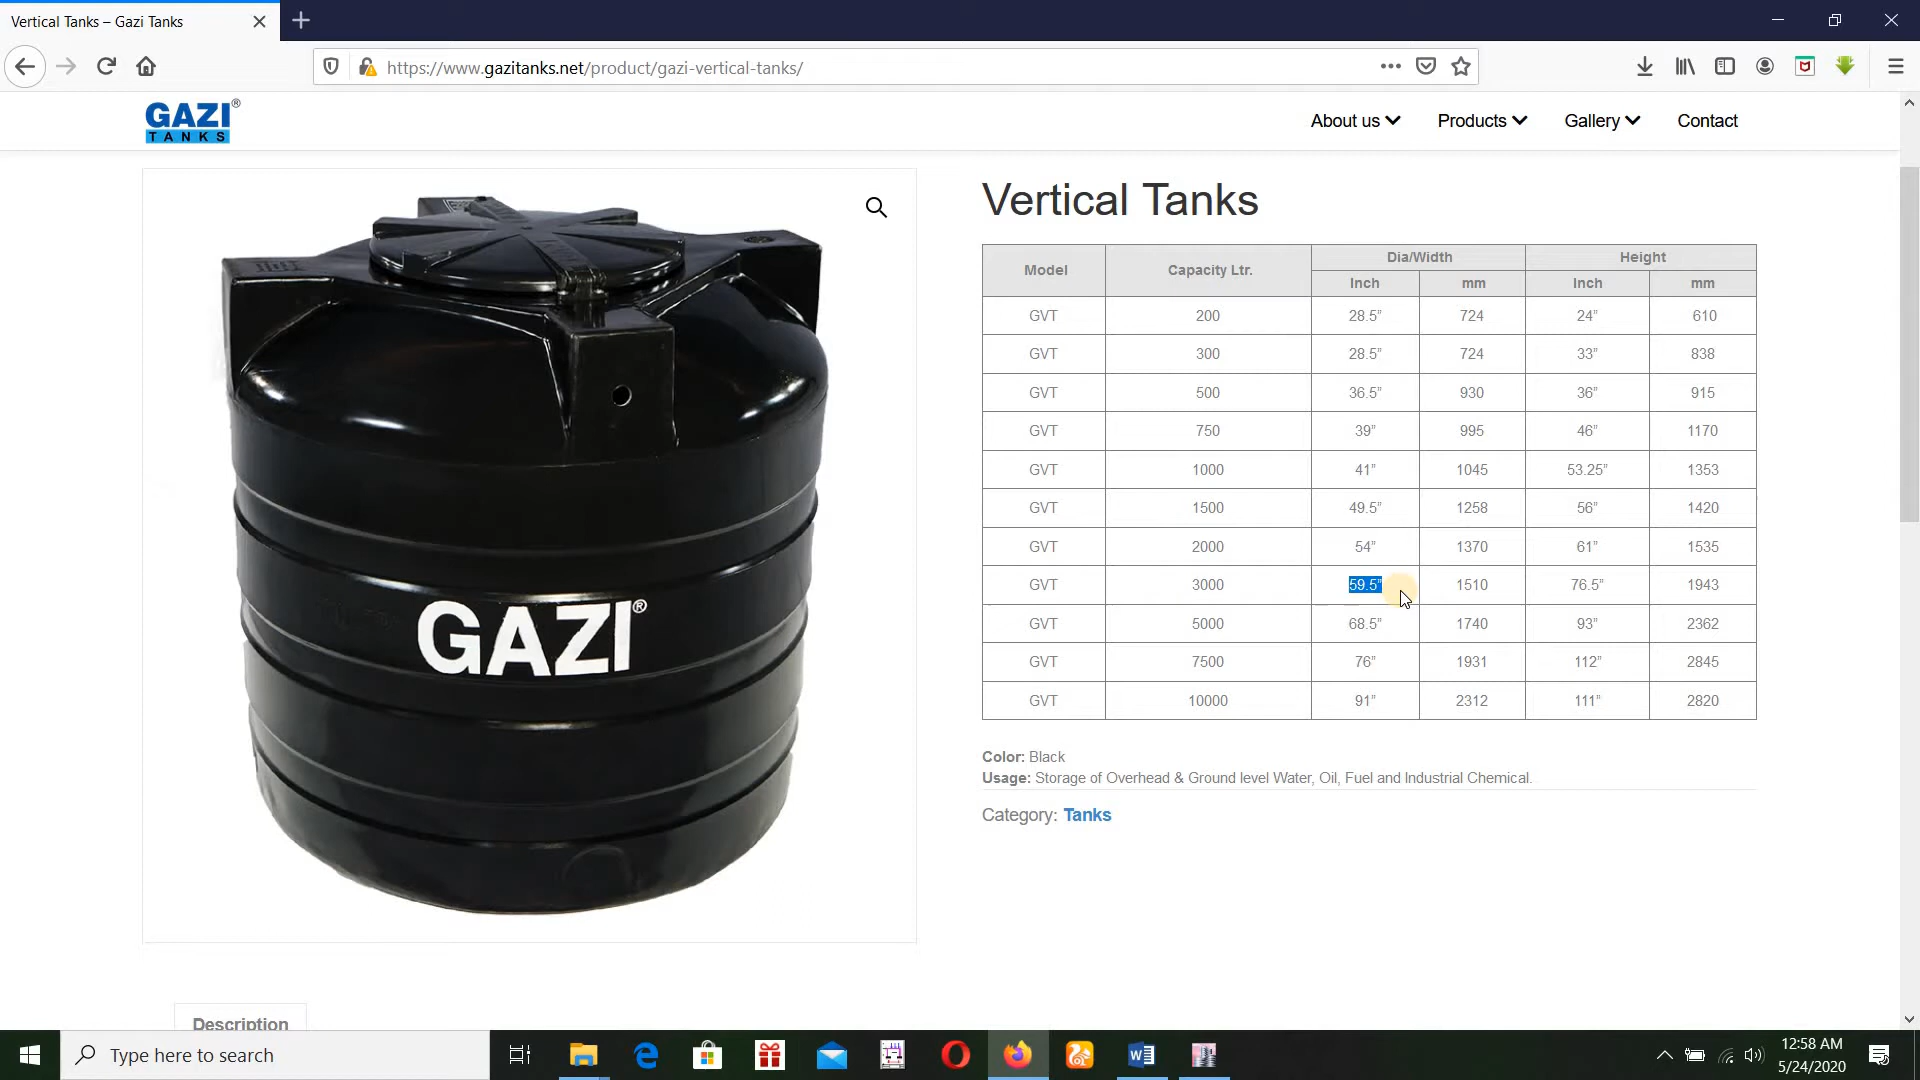 Vertical Tanks – Gazi Tanks
https://www.gazitanks.net/product/gazi-vertical-tanks/
GAZI®
TANKS
About us Products Gallery Contact
GAZI®
Vertical Tanks
Model Capacity Ltr. Dia/Width Height
Inch mm Inch mm
GVT 200 28.5” 724 24” 610
GVT 300 28.5” 724 33” 838
GVT 500 36.5” 930 36” 915
GVT 750 39” 995 46” 1170
GVT 1000 41” 1045 53.25” 1353
GVT 1500 49.5” 1258 56” 1420
GVT 2000 54” 1370 61” 1535
GVT 3000 59.5” 1510 76.5” 1943
GVT 5000 68.5” 1740 93” 2362
GVT 7500 76” 1931 112” 2845
GVT 10000 91” 2312 111” 2820
Color: Black
Usage: Storage of Overhead & Ground level Water, Oil, Fuel and Industrial Chemical.
Category: Tanks
Description
Type here to search
12:58 AM
5/24/2020